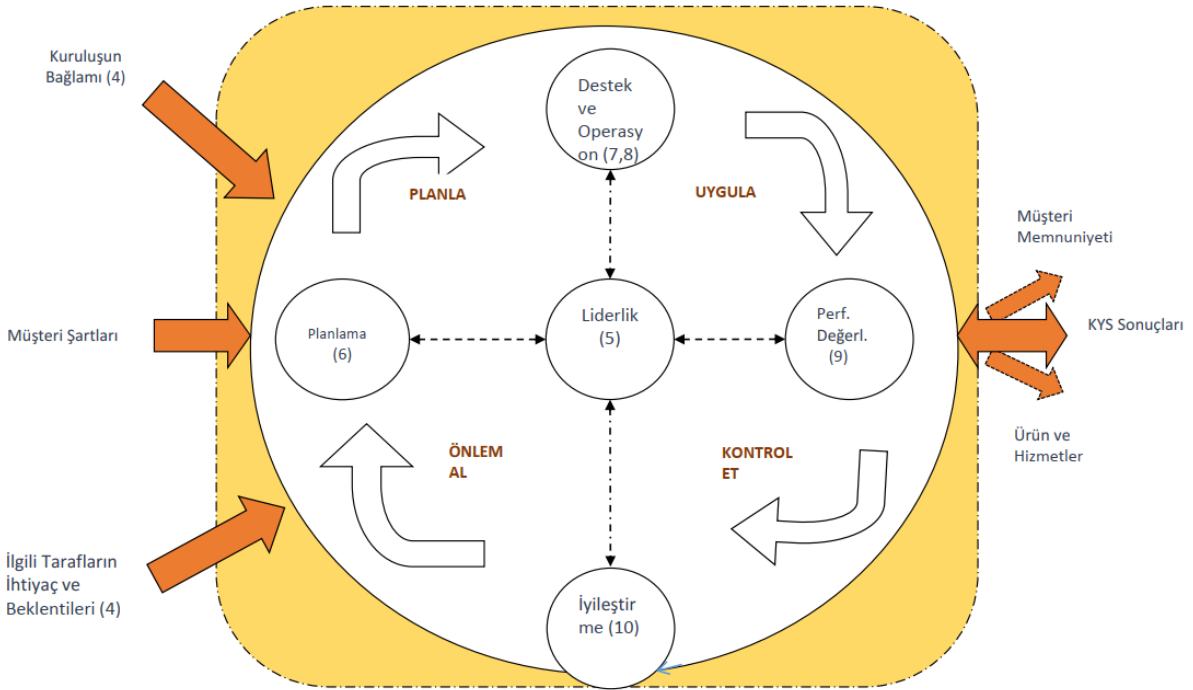 Kuruluşun
Bağlamı (4)
Destek
ve
Operasy
on (7,8)
PLANLA
UYGULA
Müşteri
Memnuniyeti
Müşteri Şartları
Planlama
(6)
Liderlik
(5)
Perf.
Değerl.
(9)
KYS Sonuçları
ÖNLEM
AL
KONTROL
ET
Ürün ve
Hizmetler
İlgili Tarafların
İhtiyaç ve
Beklentileri (4)
İyileştir
me (10)